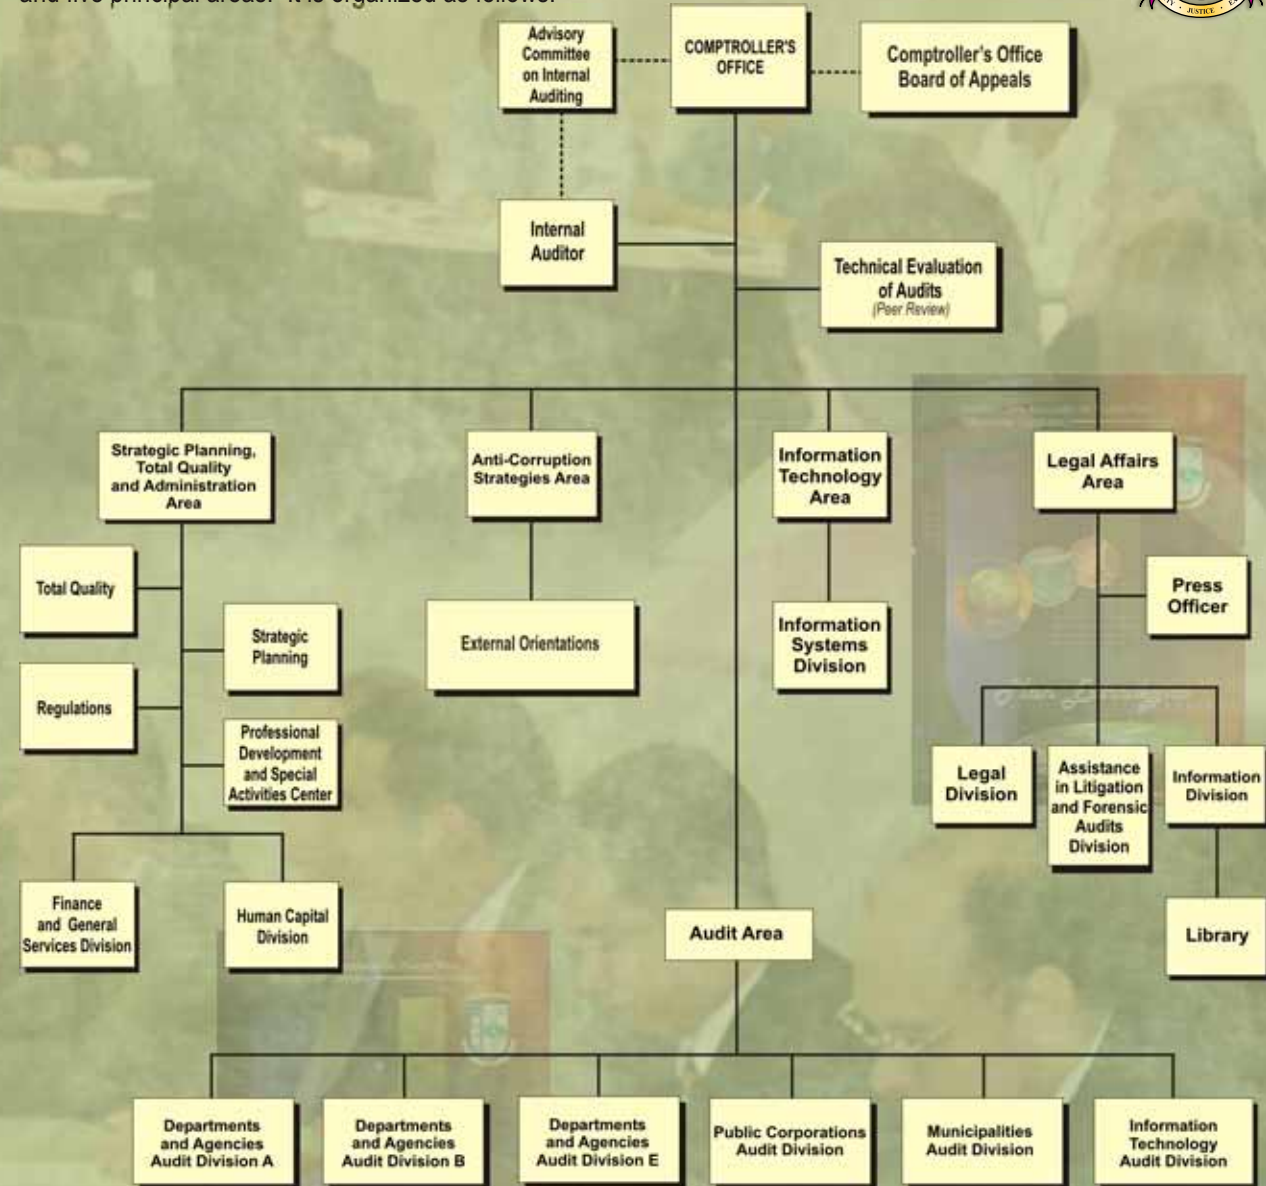 and five principal areas. It is organized as follows:
JUSTICE
Advisory
Committee
on Internal
Auditing
COMPTROLLER'S
OFFICE
Comptroller's Office
Board of Appeals
Internal
Auditor
Technical Evaluation
of Audits
(Peer Review)
Strategic Planning,
Total Quality
and Administration
Area
Anti-Corruption
Strategies Area
Information
Technology
Area
Legal Affairs
Area
Total Quality
Strategic
Planning
Regulations
Professional
Development
and Special
Activities Center
External Orientations
Information
Systems
Division
Press
Officer
Legal
Division
Assistance
in Litigation
and Forensic
Audits
Division
Information
Division
Finance
and General
Services Division
Human Capital
Division
Audit Area
Library
Departments
and Agencies
Audit Division A
Departments
and Agencies
Audit Division B
Departments
and Agencies
Audit Division E
Public Corporations
Audit Division
Municipalities
Audit Division
Information
Technology
Audit Division